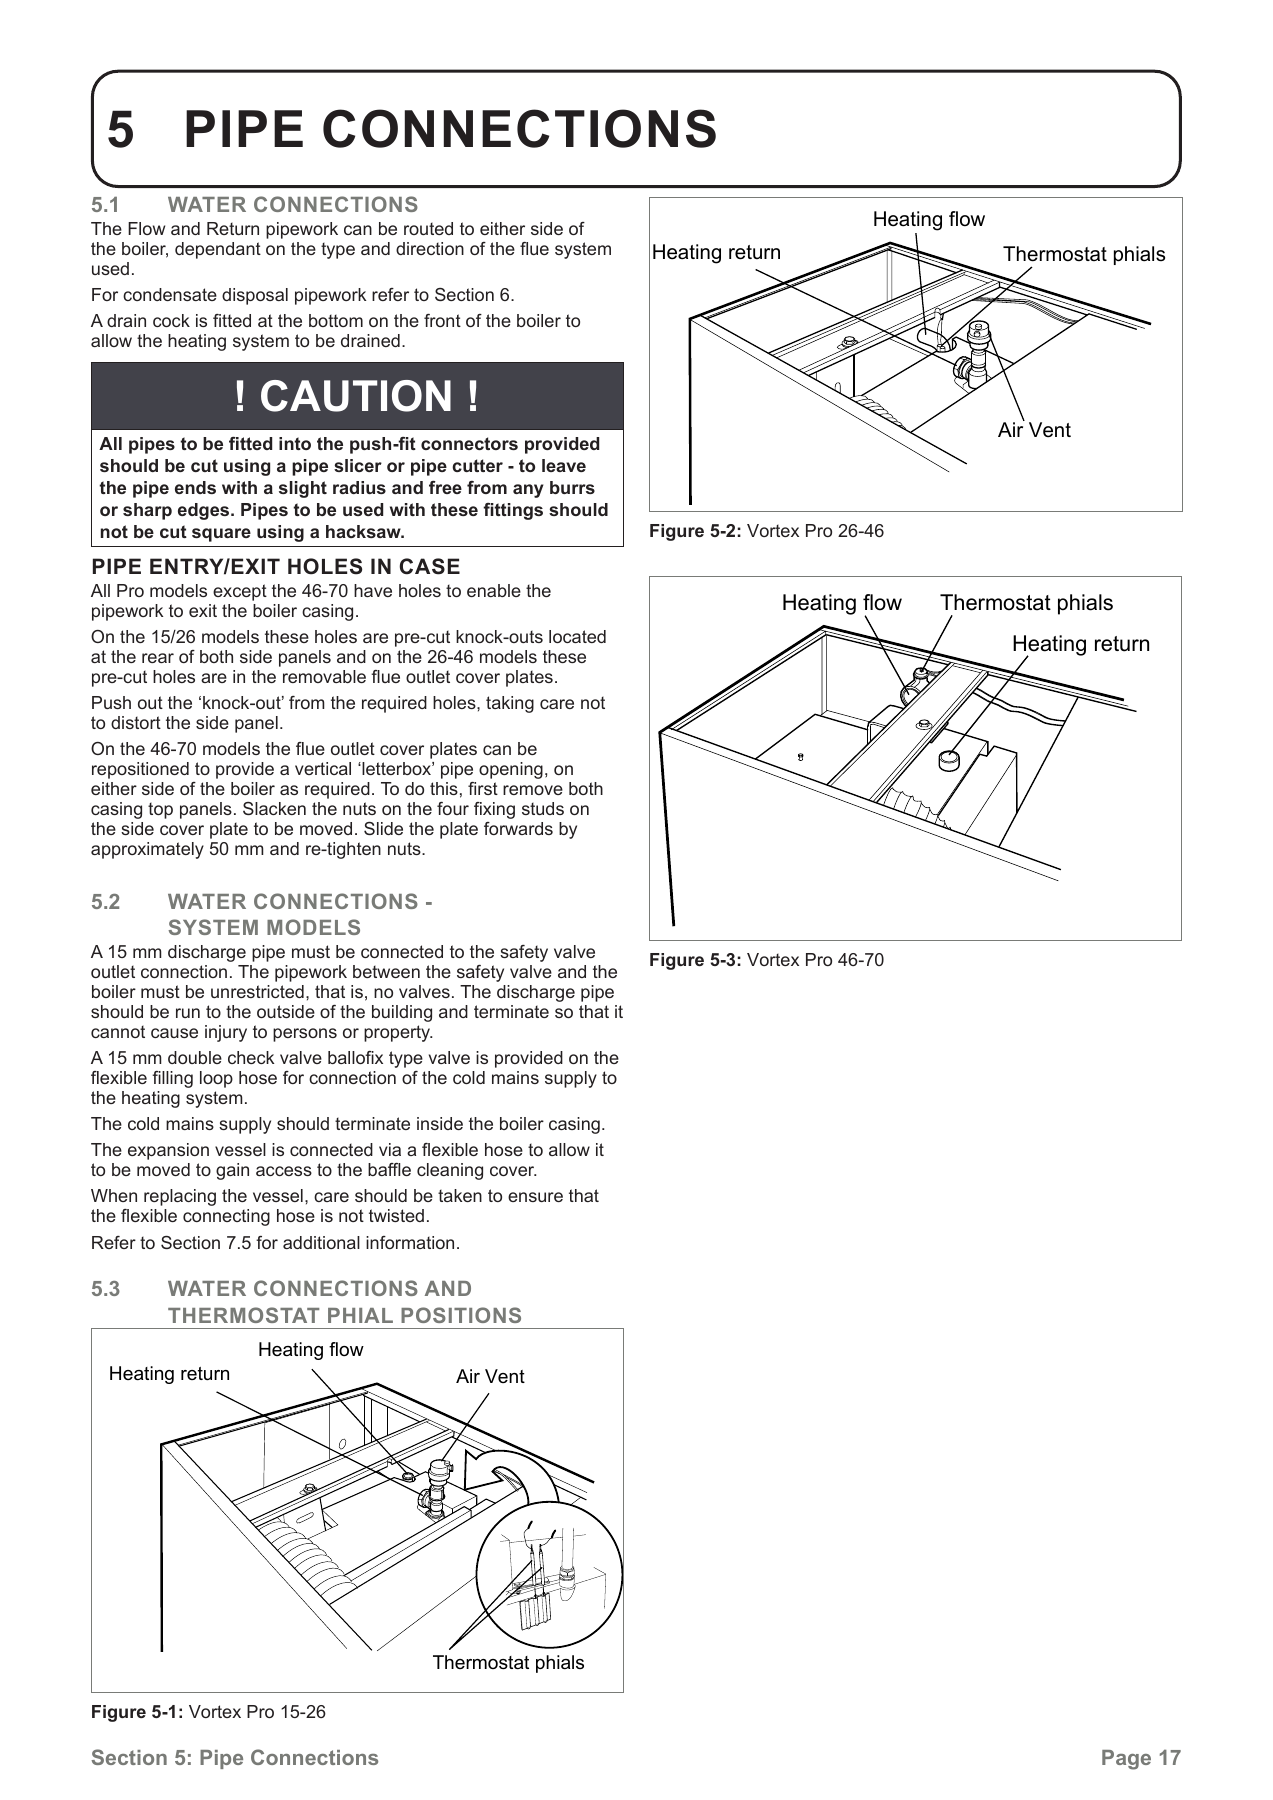 5 PIPE CONNECTIONS
5.1 WATER CONNECTIONS
The Flow and Return pipework can be routed to either side of
the boiler, dependant on the type and direction of the flue system
used.
For condensate disposal pipework refer to Section 6.
A drain cock is fitted at the bottom on the front of the boiler to
allow the heating system to be drained.
! CAUTION !
All pipes to be fitted into the push-fit connectors provided
should be cut using a pipe slicer or pipe cutter - to leave
the pipe ends with a slight radius and free from any burrs
or sharp edges. Pipes to be used with these fittings should
not be cut square using a hacksaw.
PIPE ENTRY/EXIT HOLES IN CASE
All Pro models except the 46-70 have holes to enable the
pipework to exit the boiler casing.
On the 15/26 models these holes are pre-cut knock-outs located
at the rear of both side panels and on the 26-46 models these
pre-cut holes are in the removable flue outlet cover plates.
Push out the ‘knock-out’ from the required holes, taking care not
to distort the side panel.
On the 46-70 models the flue outlet cover plates can be
repositioned to provide a vertical ‘letterbox’ pipe opening, on
either side of the boiler as required. To do this, first remove both
casing top panels. Slacken the nuts on the four fixing studs on
the side cover plate to be moved. Slide the plate forwards by
approximately 50 mm and re-tighten nuts.
5.2 WATER CONNECTIONS -
SYSTEM MODELS
A 15 mm discharge pipe must be connected to the safety valve
outlet connection. The pipework between the safety valve and the
boiler must be unrestricted, that is, no valves. The discharge pipe
should be run to the outside of the building and terminate so that it
cannot cause injury to persons or property.
A 15 mm double check valve ballofix type valve is provided on the
flexible filling loop hose for connection of the cold mains supply to
the heating system.
The cold mains supply should terminate inside the boiler casing.
The expansion vessel is connected via a flexible hose to allow it
to be moved to gain access to the baffle cleaning cover.
When replacing the vessel, care should be taken to ensure that
the flexible connecting hose is not twisted.
Refer to Section 7.5 for additional information.
5.3 WATER CONNECTIONS AND
THERMOSTAT PHIAL POSITIONS
Heating flow
Heating return
Air Vent
Thermostat phials
Figure 5-1: Vortex Pro 15-26
Heating flow
Heating return
Thermostat phials
Air Vent
Figure 5-2: Vortex Pro 26-46
Heating flow
Thermostat phials
Heating return
Figure 5-3: Vortex Pro 46-70
Section 5: Pipe Connections
Page 17